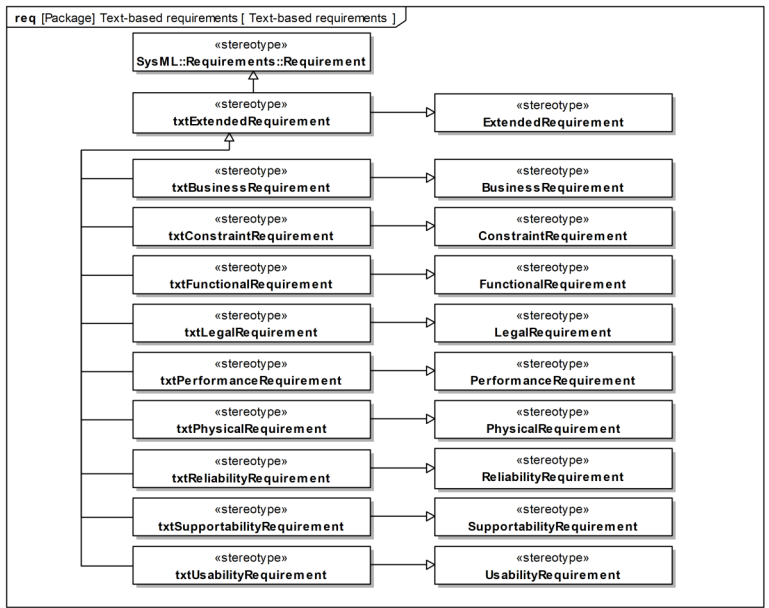 req [Package] Text-based requirements [ Text-based requirements ]
«stereotype»
SysML::Requirements::Requirement
«stereotype»
txtExtendedRequirement
«stereotype»
ExtendedRequirement
«stereotype»
txtBusinessRequirement
«stereotype»
BusinessRequirement
«stereotype»
txtConstraintRequirement
«stereotype»
ConstraintRequirement
«stereotype»
txtFunctionalRequirement
«stereotype»
FunctionalRequirement
«stereotype»
txtLegalRequirement
«stereotype»
LegalRequirement
«stereotype»
txtPerformanceRequirement
«stereotype»
PerformanceRequirement
«stereotype»
txtPhysicalRequirement
«stereotype»
PhysicalRequirement
«stereotype»
txtReliabilityRequirement
«stereotype»
ReliabilityRequirement
«stereotype»
txtSupportabilityRequirement
«stereotype»
SupportabilityRequirement
«stereotype»
txtUsabilityRequirement
«stereotype»
UsabilityRequirement